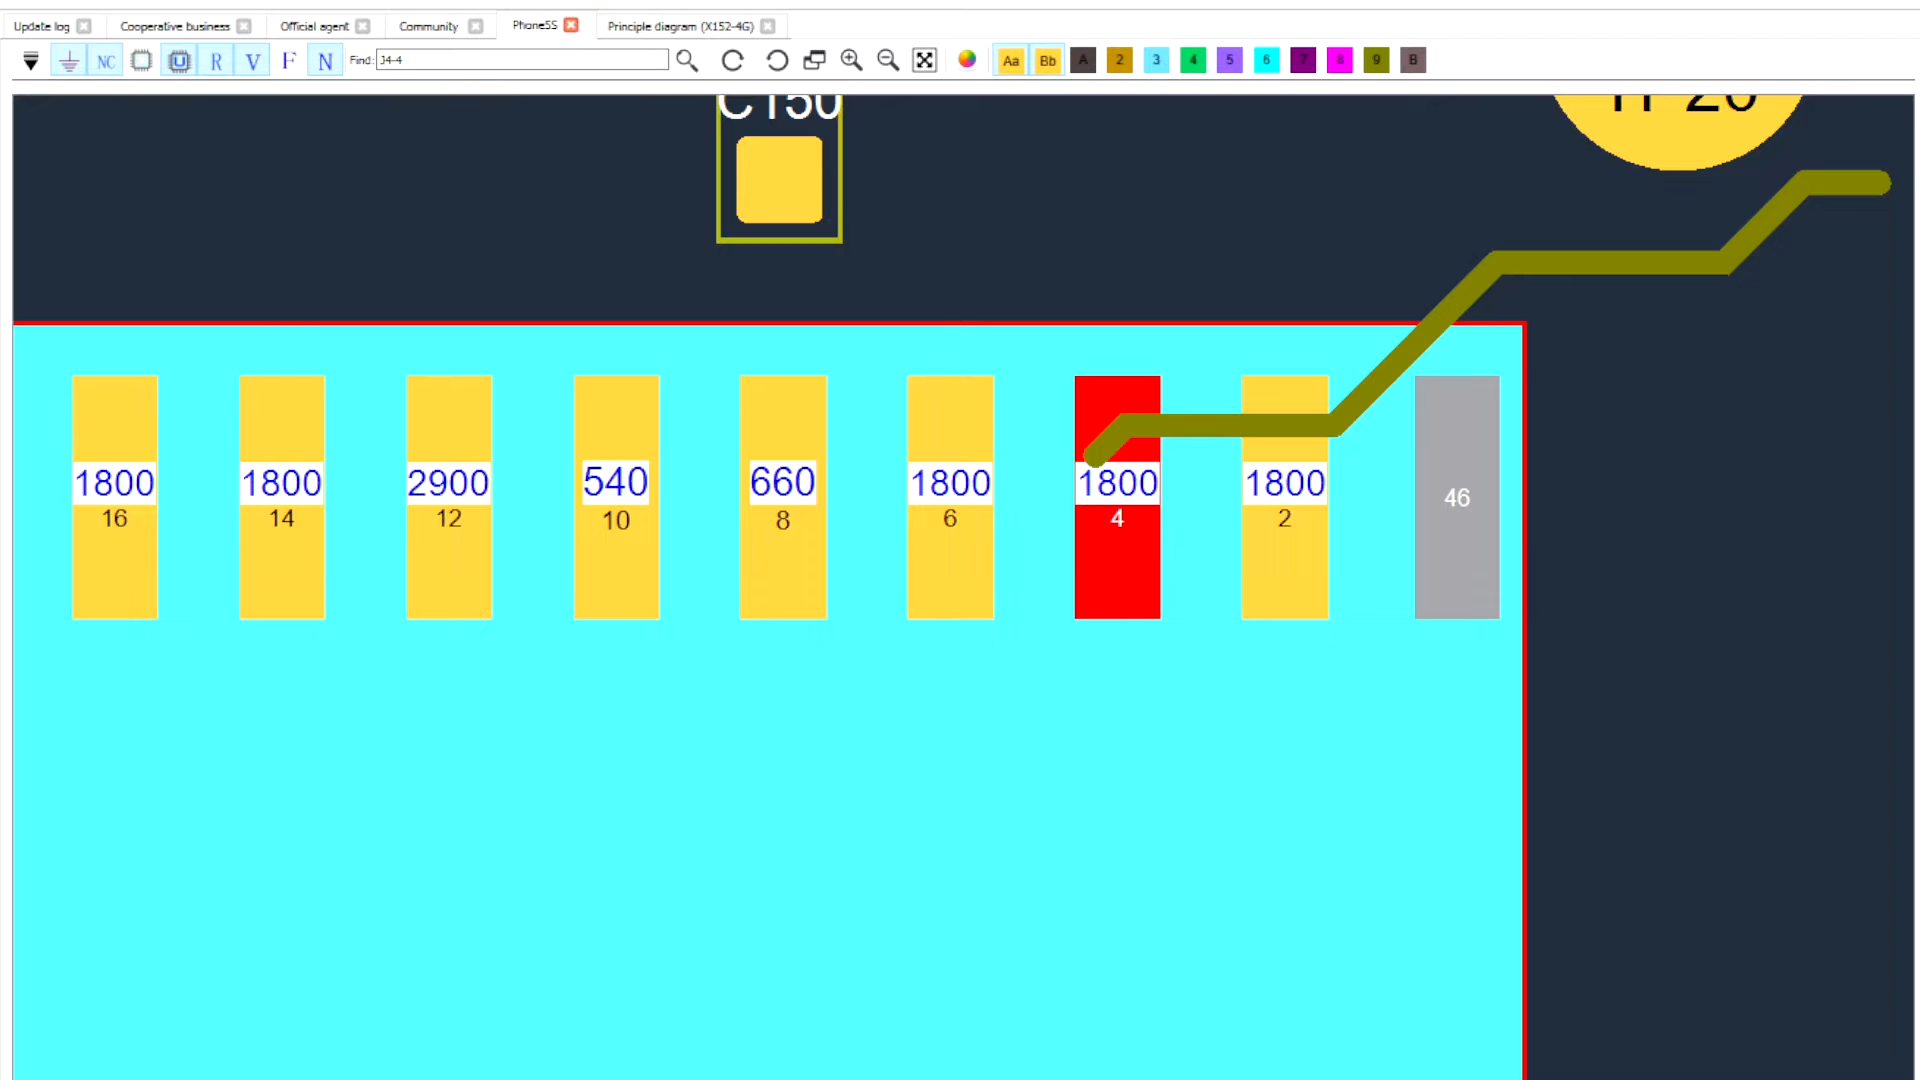 Update log Cooperative business Official agent Community Phone5S Principle diagram (X152-4G)
NC U R V F N Find: J4-4 Aa Bb A 2 3 4 5 6 7 8 9 B
C150
1800 1800 2900 540 660 1800 1800 1800
16 14 12 10 8 6 4 2 46